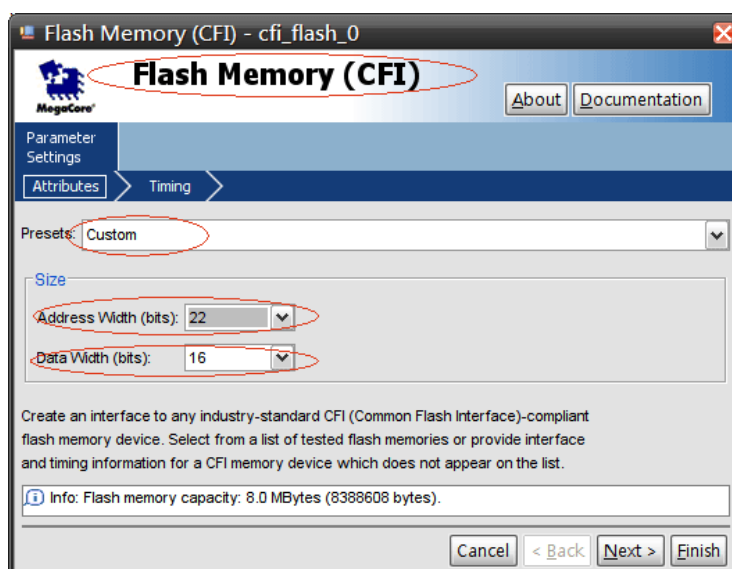 Flash Memory (CFI) - cfi_flash_0
Flash Memory (CFI)
MegaCore®
About Documentation
Parameter
Settings
Attributes Timing
Presets: Custom
Size
Address Width (bits): 22
Data Width (bits): 16
Create an interface to any industry-standard CFI (Common Flash Interface)-compliant
flash memory device. Select from a list of tested flash memories or provide interface
and timing information for a CFI memory device which does not appear on the list.
Info: Flash memory capacity: 8.0 MBytes (8388608 bytes).
Cancel < Back Next > Finish